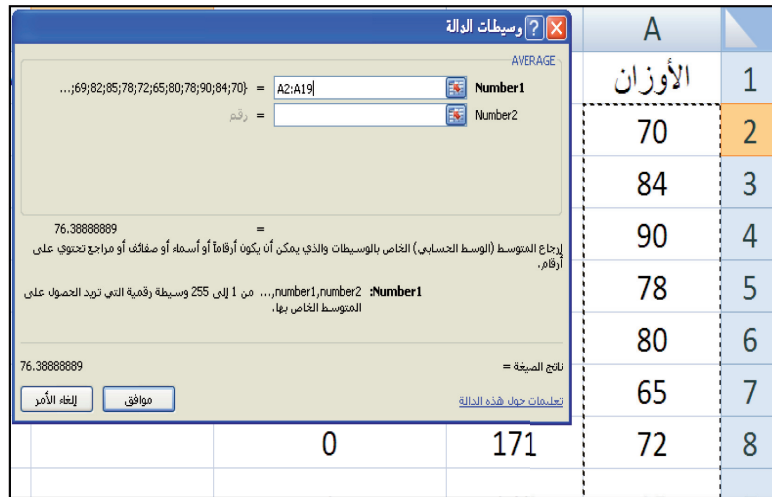 وسيطات الدالة
AVERAGE
Number1 A2:A19 = {70;84;90;78;80;65;72;78;85;82;69;...
Number2 = رقم
= 76.38888889
إرجاع المتوسط (الوسط الحسابي) الخاص بالوسيطات والذي يمكن أن يكون أرقاماً أو أسماء أو صفائف أو مراجع تحتوي على
أرقام.
Number1: number1,number2,... من 1 إلى 255 وسيطة رقمية التي تريد الحصول على
المتوسط الخاص بها.
ناتج الصيغة = 76.38888889
تعليمات حول هذه الدالة
موافق
إلغاء الأمر
A
1 الأوزان
2 70
3 84
4 90
5 78
6 80
7 65
8 72 171 0